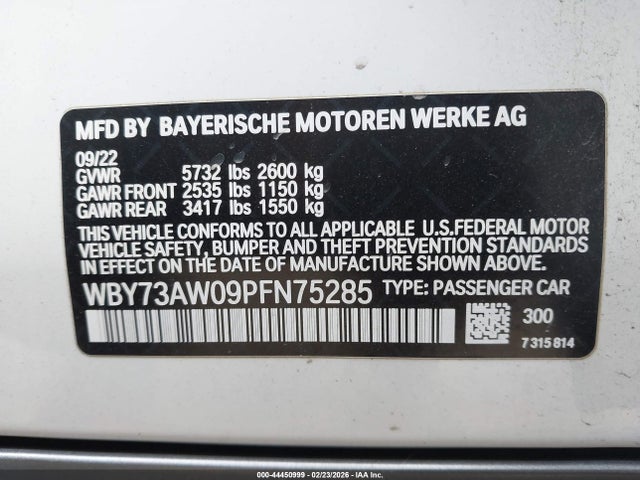 MFD BY BAYERISCHE MOTOREN WERKE AG
09/22
GVWR 5732 lbs 2600 kg
GAWR FRONT 2535 lbs 1150 kg
GAWR REAR 3417 lbs 1550 kg
THIS VEHICLE CONFORMS TO ALL APPLICABLE U.S.FEDERAL MOTOR
VEHICLE SAFETY, BUMPER AND THEFT PREVENTION STANDARDS
IN EFFECT ON THE DATE OF MANUFACTURE SHOWN ABOVE.
WBY73AW09PFN75285 TYPE: PASSENGER CAR
300
7315814
000-44450999 - 02/23/2026 - IAA, Inc.